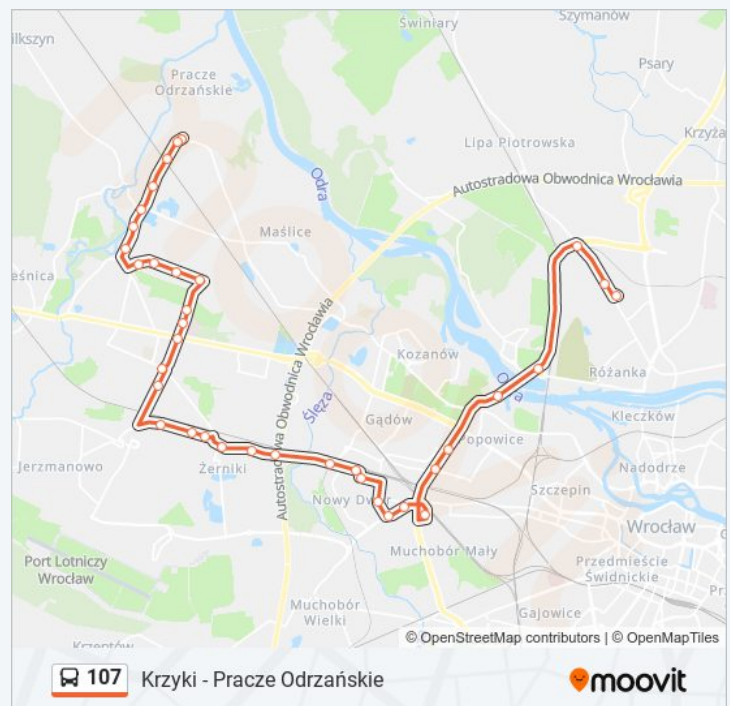 Świniary
Szymanów
ilkszyn
Pracze
Odrzańskie
Psary
Krzyża
Lipa Piotrowska
Odra
Autostradowa Obwodnica Wrocławia
Maślice
eśnica
Autostradowa Obwodnica Wrocławia
Kozanów
Odra
Różanka
Ślęza
Gądów
Kleczków
Popowice
Jerzmanowo
Żerniki
Nadodrze
Szczepin
Nowy Dwór
Wrocław
Muchobór Mały
Port Lotniczy
Wrocław
Przedmieście
Świdnickie
Muchobór
Wielki
Gajowice
© OpenStreetMap contributors | © OpenMapTiles
107 Krzyki - Pracze Odrzańskie
moovit